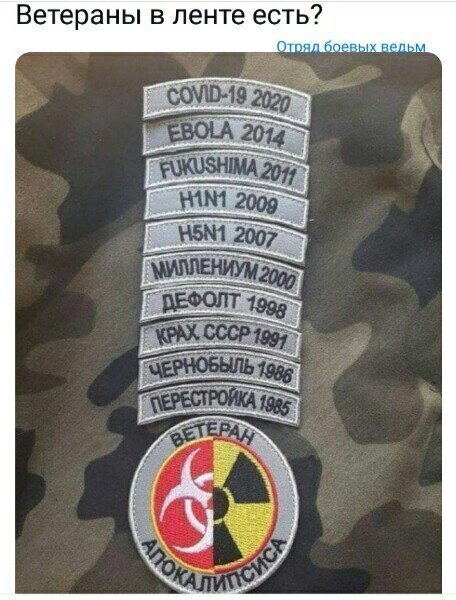 Ветераны в ленте есть?
Отряд боевых ведьм
COVID-19 2020
EBOLA 2014
FUKUSHIMA 2011
H1N1 2009
H5N1 2007
МИЛЛЕНИУМ 2000
ДЕФОЛТ 1998
КРАХ СССР 1991
ЧЕРНОБЫЛЬ 1986
ПЕРЕСТРОЙКА 1985
ВЕТЕРАН
АПОКАЛИПСИСА